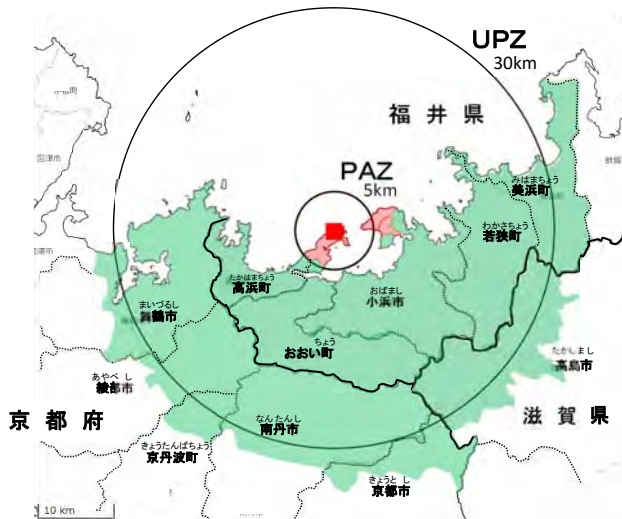 UPZ
30km
福井県
PAZ
5km
みはまちょう
美浜町
わかさちょう
若狭町
たかはまちょう
高浜町
おばまし
小浜市
まいづるし
舞鶴市
ちょう
おおい町
たかしまし
高島市
あやべし
綾部市
京都府
なんたんし
南丹市
滋賀県
きょうたんばちょう
京丹波町
きょうとし
京都市
10 km
宮津市